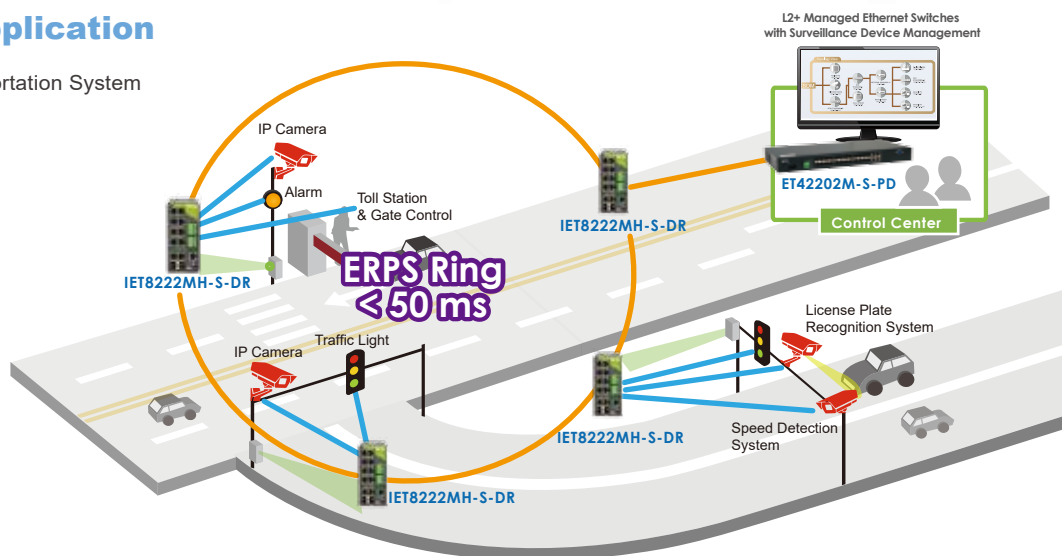 plication
L2+ Managed Ethernet Switches
with Surveillance Device Management
rtation System
IP Camera
Alarm
Toll Station
& Gate Control
IET8222MH-S-DR
IET8222MH-S-DR
ET42202M-S-PD
Control Center
ERPS Ring
< 50 ms
License Plate
Recognition System
Traffic Light
IP Camera
IET8222MH-S-DR
Speed Detection
System
IET8222MH-S-DR